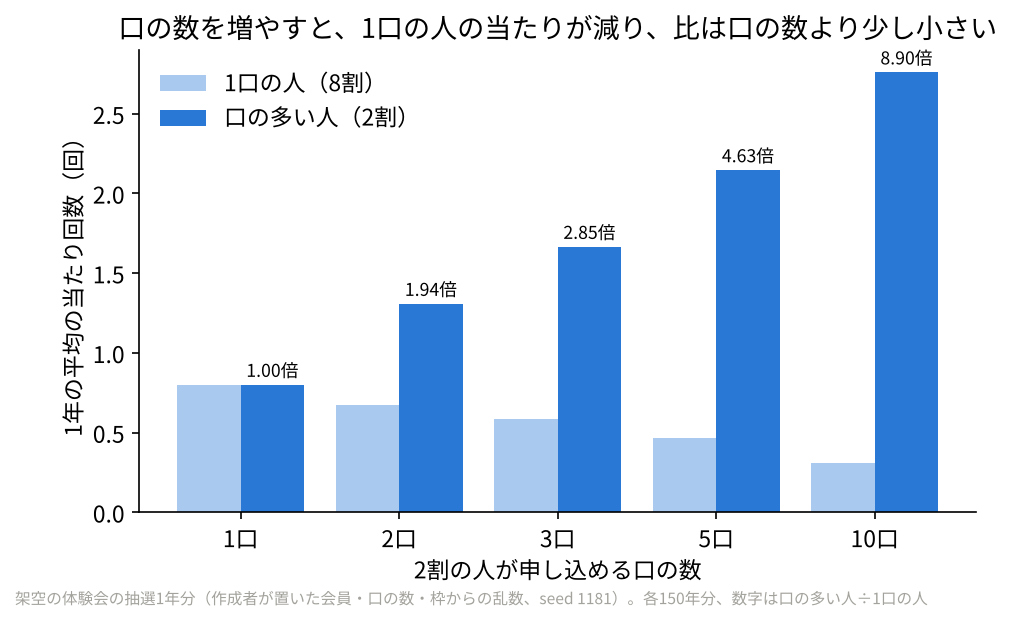 口の数を増やすと、1口の人の当たりが減り、比は口の数より少し小さい
1口の人（8割）
口の多い人（2割）
1年の平均の当たり回数（回）
2.5
2.0
1.5
1.0
0.5
0.0
1.00倍
1.94倍
2.85倍
4.63倍
8.90倍
1口
2口
3口
5口
10口
2割の人が申し込める口の数
架空の体験会の抽選1年分（作成者が置いた会員・口の数・枠からの乱数、seed 1181）。各150年分、数字は口の多い人÷1口の人